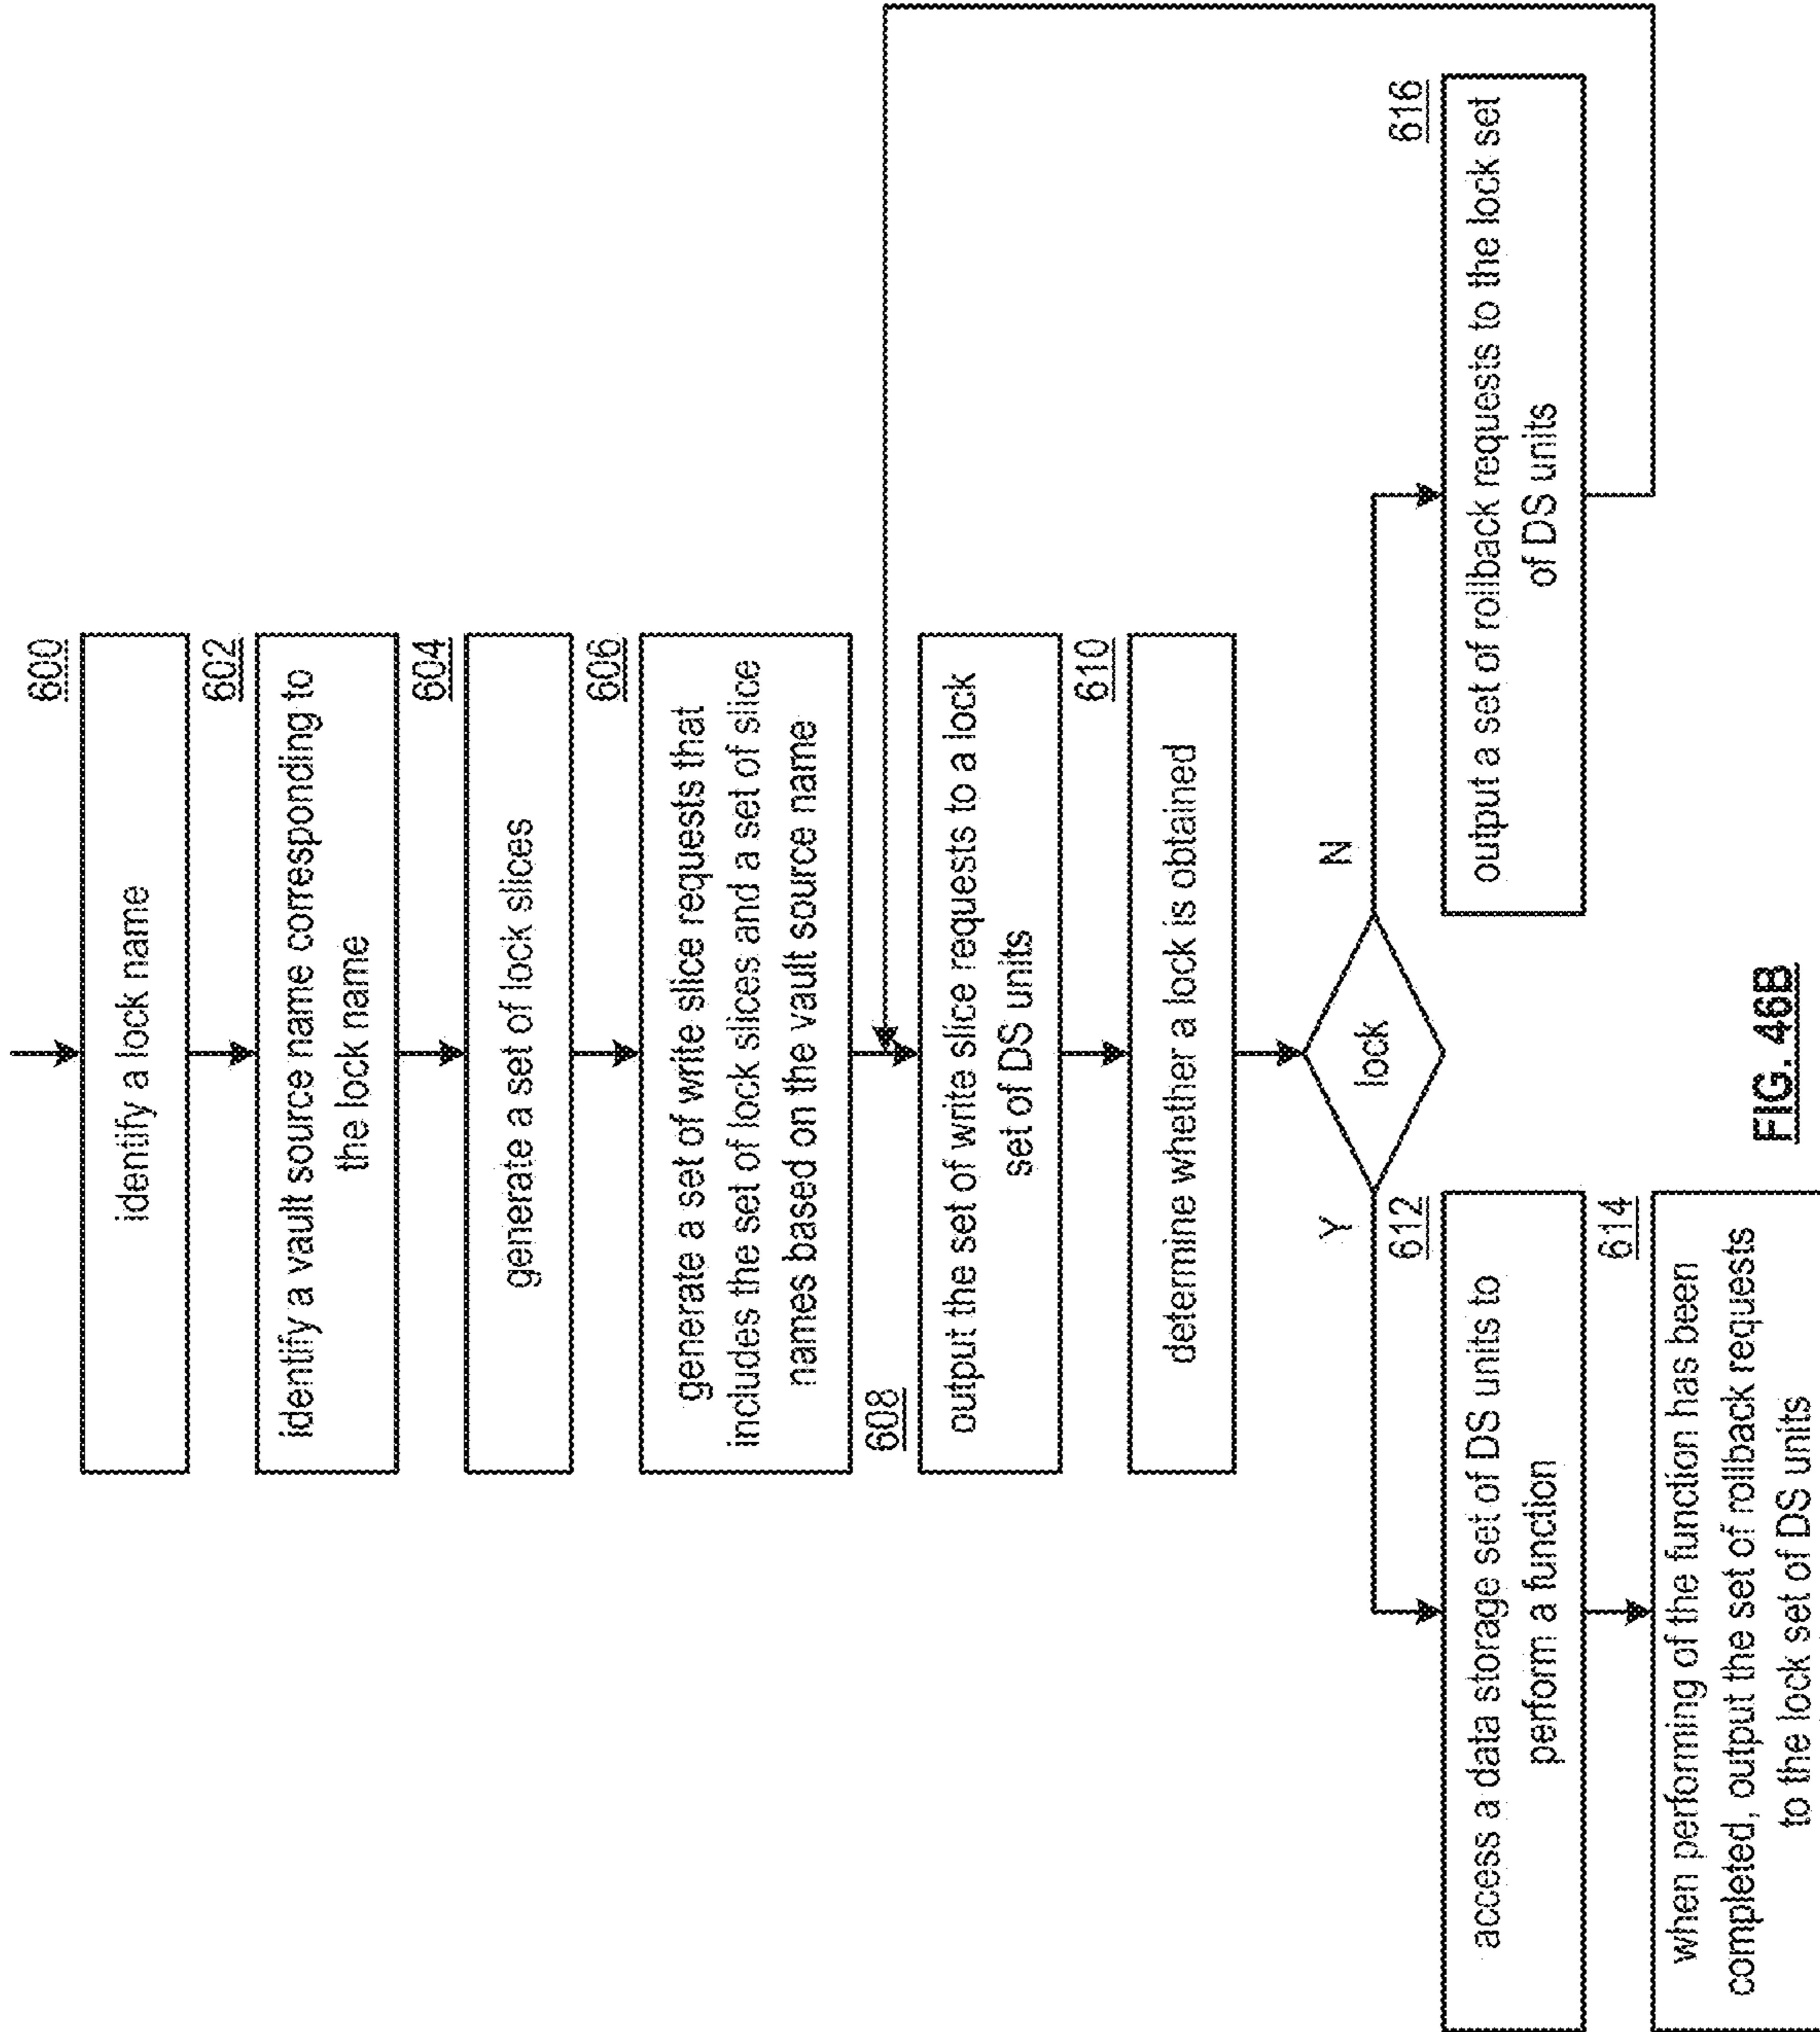 600
identify a lock name
602
identify a vault source name corresponding to
the lock name
604
generate a set of lock slices
606
generate a set of write slice requests that
includes the set of lock slices and a set of slice
names based on the vault source name
608
output the set of write slice requests to a lock
set of DS units
610
determine whether a lock is obtained
lock
Y
N
612
access a data storage set of DS units to
perform a function
614
when performing of the function has been
completed, output the set of rollback requests
to the lock set of DS units
616
output a set of rollback requests to the lock set
of DS units
FIG. 46B